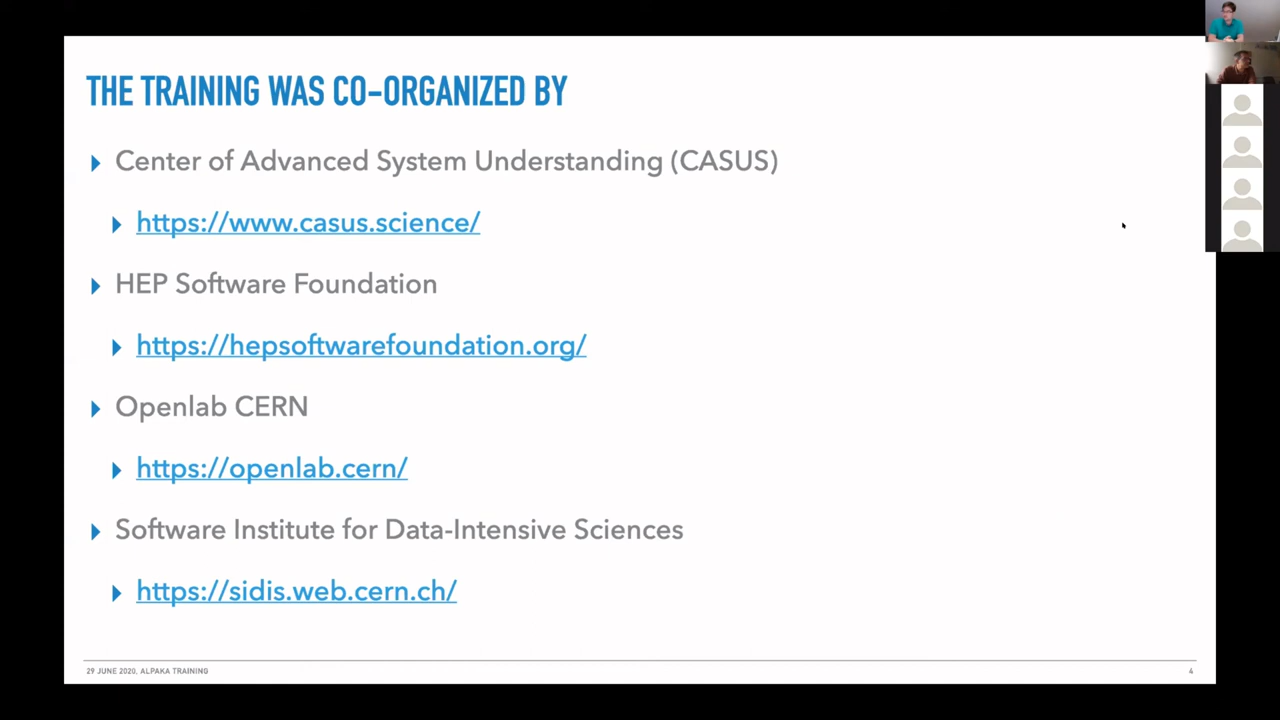 THE TRAINING WAS CO-ORGANIZED BY
Center of Advanced System Understanding (CASUS)
https://www.casus.science/
HEP Software Foundation
https://hepsoftwarefoundation.org/
Openlab CERN
https://openlab.cern/
Software Institute for Data-Intensive Sciences
https://sidis.web.cern.ch/
29 JUNE 2020, ALPAKA TRAINING
4